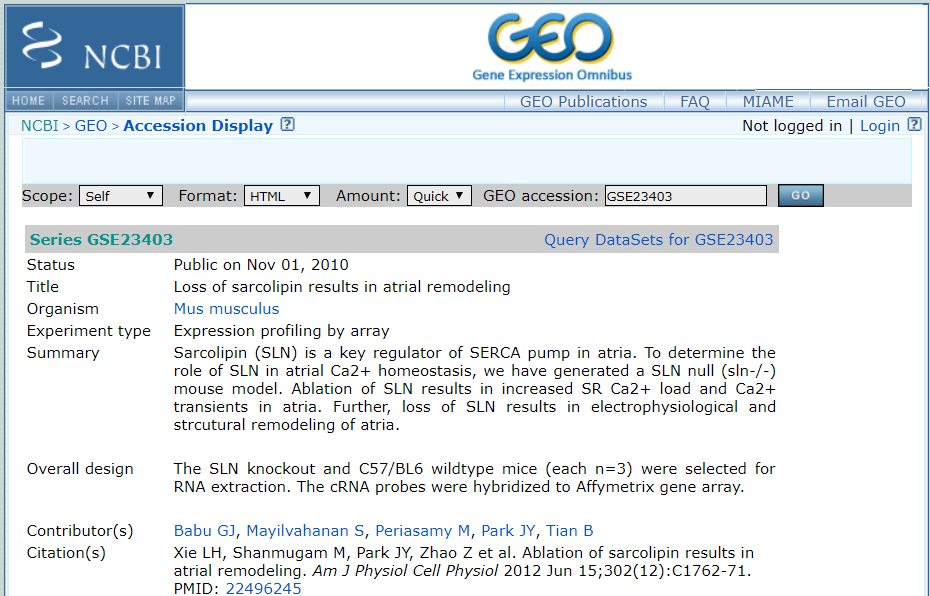 NCBI
GEO
Gene Expression Omnibus
HOME SEARCH SITE MAP
GEO Publications FAQ MIAME Email GEO
NCBI > GEO > Accession Display ?
Not logged in | Login ?
Scope: Self ▼ Format: HTML ▼ Amount: Quick ▼ GEO accession: GSE23403 GO
Series GSE23403 Query DataSets for GSE23403
Status Public on Nov 01, 2010
Title Loss of sarcolipin results in atrial remodeling
Organism Mus musculus
Experiment type Expression profiling by array
Summary Sarcolipin (SLN) is a key regulator of SERCA pump in atria. To determine the
role of SLN in atrial Ca2+ homeostasis, we have generated a SLN null (sln-/-)
mouse model. Ablation of SLN results in increased SR Ca2+ load and Ca2+
transients in atria. Further, loss of SLN results in electrophysiological and
strcutural remodeling of atria.
Overall design The SLN knockout and C57/BL6 wildtype mice (each n=3) were selected for
RNA extraction. The cRNA probes were hybridized to Affymetrix gene array.
Contributor(s) Babu GJ, Mayilvahanan S, Periasamy M, Park JY, Tian B
Citation(s) Xie LH, Shanmugam M, Park JY, Zhao Z et al. Ablation of sarcolipin results in
atrial remodeling. Am J Physiol Cell Physiol 2012 Jun 15;302(12):C1762-71.
PMID: 22496245